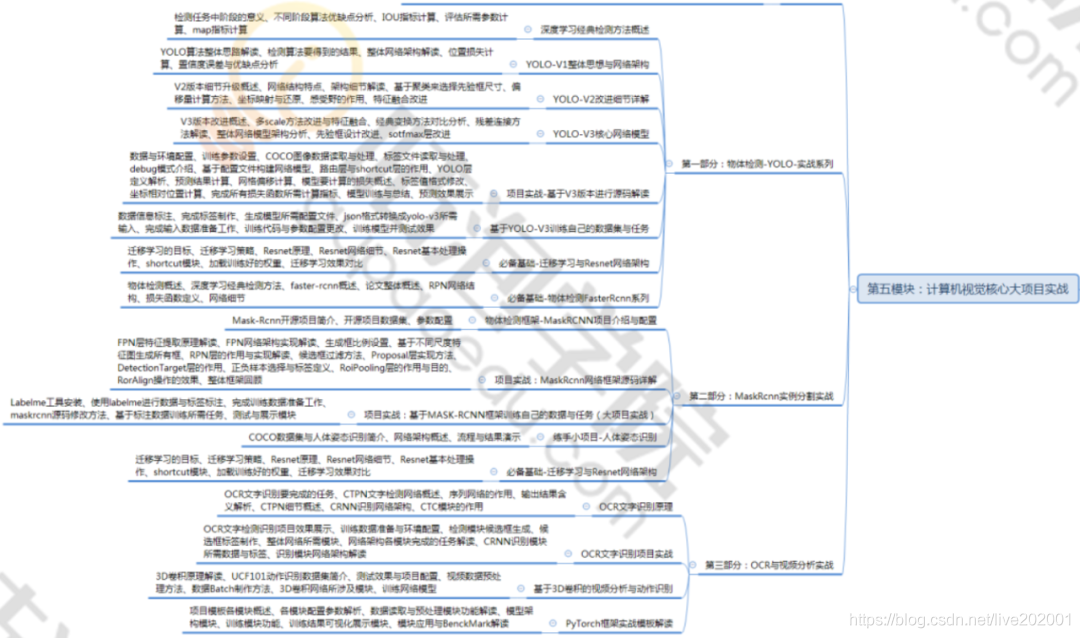 第五模块：计算机视觉核心大项目实战
第一部分：物体检测-YOLO-实战系列
深度学习经典检测方法概述
检测任务中阶段的意义、不同阶段算法优缺点分析、IOU指标计算、评估所需参数计
算、map指标计算
YOLO-V1整体思想与网络架构
YOLO算法整体思路解读、检测算法要得到的结果、整体网络架构解读、位置损失计
算、置信度误差与优缺点分析
YOLO-V2改进细节详解
V2版本细节升级概述、网络结构特点、架构细节解读、基于聚类来选择先验框尺寸、偏
移量计算方法、坐标映射与还原、感受野的作用、特征融合改进
YOLO-V3核心网络模型
V3版本改进概述、多scale方法改进与特征融合、经典变换方法对比分析、残差连接方
法解读、整体网络模型架构分析、先验框设计改进、sotfmax层改进
项目实战-基于V3版本进行源码解读
数据与环境配置、训练参数设置、COCO图像数据读取与处理、标签文件读取与处理、
debug模式介绍、基于配置文件构建网络模型、路由层与shortcut层的作用、YOLO层
定义解析、预测结果计算、网格偏移计算、模型要计算的损失概述、标签值格式修改、
坐标相对位置计算、完成所有损失函数所需计算指标、模型训练与总结、预测效果展示
基于YOLO-V3训练自己的数据集与任务
数据信息标注、完成标签制作、生成模型所需配置文件、json格式转换成yolo-v3所需
输入、完成输入数据准备工作、训练代码与参数配置更改、训练模型并测试效果
必备基础-迁移学习与Resnet网络架构
迁移学习的目标、迁移学习策略、Resnet原理、Resnet网络细节、Resnet基本处理操
作、shortcut模块、加载训练好的权重、迁移学习效果对比
必备基础-物体检测FasterRcnn系列
物体检测概述、深度学习经典检测方法、faster-rcnn概述、论文整体概述、RPN网络结
构、损失函数定义、网络细节
第二部分：MaskRcnn实例分割实战
物体检测框架-MaskRCNN项目介绍与配置
Mask-Rcnn开源项目简介、开源项目数据集、参数配置
项目实战：MaskRcnn网络框架源码详解
FPN层特征提取原理解读、FPN网络架构实现解读、生成框比例设置、基于不同尺度特
征图生成所有框、RPN层的作用与实现解读、候选框过滤方法、Proposal层实现方法、
DetectionTarget层的作用、正负样本选择与标签定义、RoIPooling层的作用与目的、
RorAlign操作的效果、整体框架回顾
项目实战：基于MASK-RCNN框架训练自己的数据与任务（大项目实战）
Labelme工具安装、使用labelme进行数据与标签标注、完成训练数据准备工作、
maskrcnn源码修改方法、基于标注数据训练所需任务、测试与展示模块
练手小项目-人体姿态识别
COCO数据集与人体姿态识别简介、网络架构概述、流程与结果演示
必备基础-迁移学习与Resnet网络架构
迁移学习的目标、迁移学习策略、Resnet原理、Resnet网络细节、Resnet基本处理操
作、shortcut模块、加载训练好的权重、迁移学习效果对比
第三部分：OCR与视频分析实战
OCR文字识别原理
OCR文字识别要完成的任务、CTPN文字检测网络概述、序列网络的作用、输出结果含
义解析、CTPN细节概述、CRNN识别网络架构、CTC模块的作用
OCR文字识别项目实战
OCR文字检测识别项目效果展示、训练数据准备与环境配置、检测模块候选框生成、候
选框标签制作、整体网络所需模块、网络架构各模块完成的任务解读、CRNN识别模块
所需数据与标签、识别模块网络架构解读
基于3D卷积的视频分析与动作识别
3D卷积原理解读、UCF101动作识别数据集简介、测试效果与项目配置、视频数据预处
理方法、数据Batch制作方法、3D卷积网络所涉及模块、训练网络模型
PyTorch框架实战模板解读
项目模板各模块概述、各模块配置参数解析、数据读取与预处理模块功能解读、模型架
构模块、训练模块功能、训练结果可视化展示模块、模块应用与BenckMark解读
https://blog.csdn.net/live202001